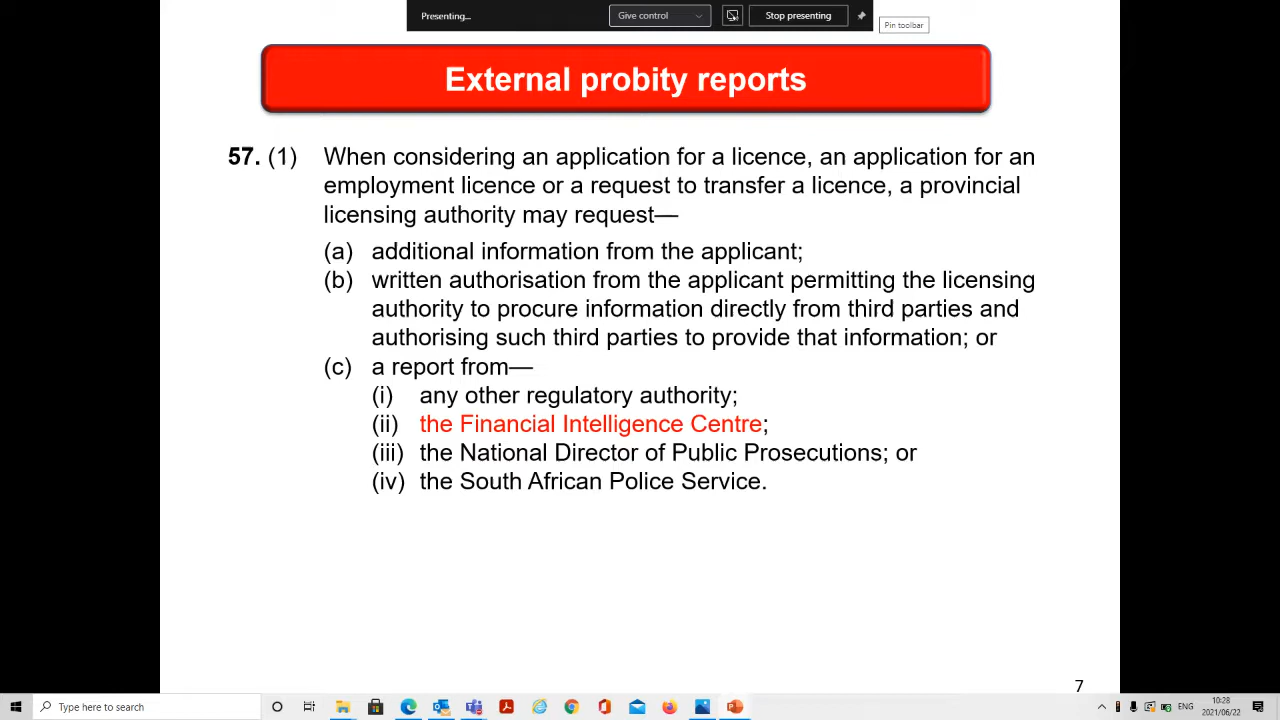 Presenting...
Give control
Stop presenting
Pin toolbar
External probity reports
57. (1) When considering an application for a licence, an application for an
employment licence or a request to transfer a licence, a provincial
licensing authority may request—
(a) additional information from the applicant;
(b) written authorisation from the applicant permitting the licensing
authority to procure information directly from third parties and
authorising such third parties to provide that information; or
(c) a report from—
(i) any other regulatory authority;
(ii) the Financial Intelligence Centre;
(iii) the National Director of Public Prosecutions; or
(iv) the South African Police Service.
7
Type here to search
ENG
10:28
2021/06/22